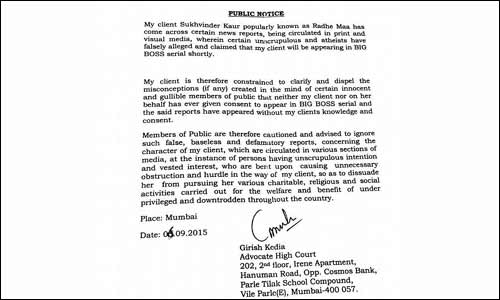 PUBLIC NOTICE
My client Sukhvinder Kaur popularly known as Radhe Maa has
come across certain news reports, being circulated in print and
visual media, wherein certain unscrupulous and atheists have
falsely alleged and claimed that my client will be appearing in BIG
BOSS serial shortly.
My client is therefore constrained to clarify and dispel the
misconceptions (if any) created in the mind of certain innocent
and gullible members of public that neither my client nor on her
behalf has ever given consent to appear in BIG BOSS serial and
the said reports have appeared without my clients knowledge and
consent.
Members of Public are therefore cautioned and advised to ignore
such false, baseless and defamatory reports, concerning the
character of my client, which are circulated in various sections of
media, at the instance of persons having unscrupulous intention
and vested interest, who are bent upon causing unnecessary
obstruction and hurdle in the way of my client, so as to dissuade
her from pursuing her various charitable, religious and social
activities carried out for the welfare and benefit of under
privileged and downtrodden throughout the country.
Place: Mumbai
Date: 08.09.2015
Girish Kedia
Advocate High Court
202, 2nd floor, Irene Apartment,
Hanuman Road, Opp. Cosmos Bank,
Parle Tilak School Compound,
Vile Parle(E), Mumbai-400 057.